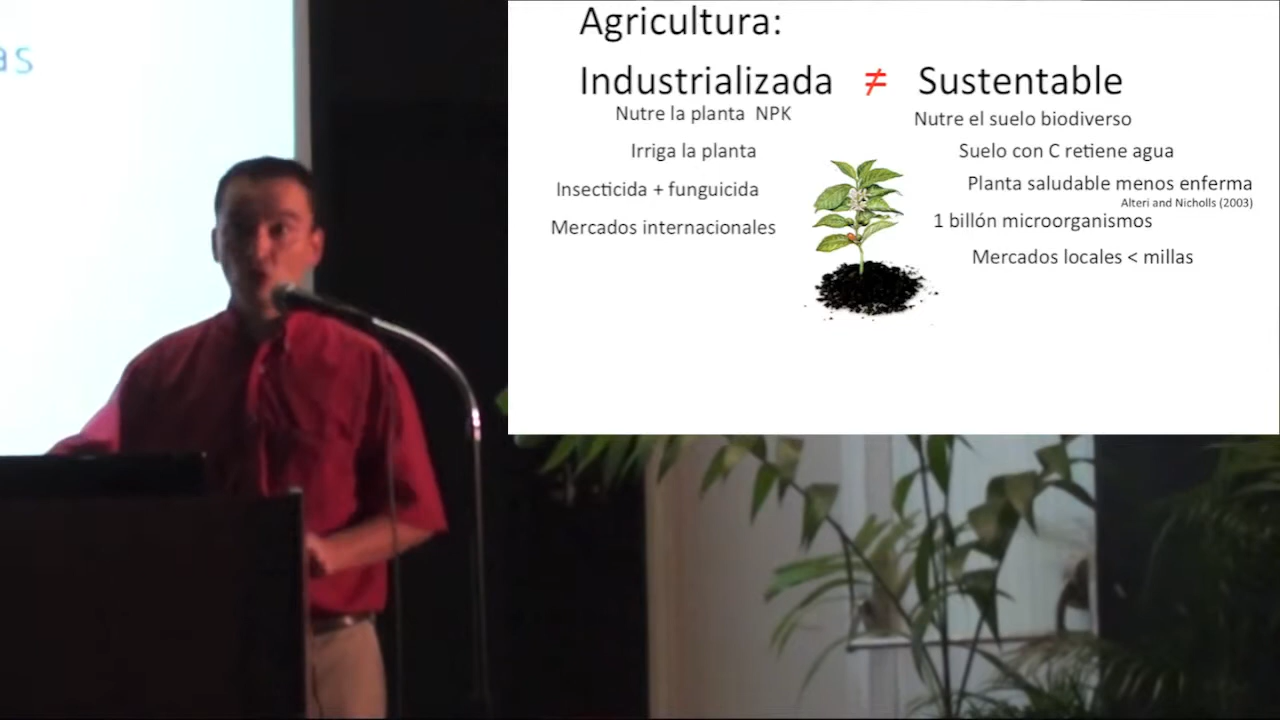 as
Agricultura:
Industrializada ≠ Sustentable
Nutre la planta NPK
Irriga la planta
Insecticida + funguicida
Mercados internacionales
Nutre el suelo biodiverso
Suelo con C retiene agua
Planta saludable menos enferma
Alteri and Nicholls (2003)
1 billón microorganismos
Mercados locales < millas